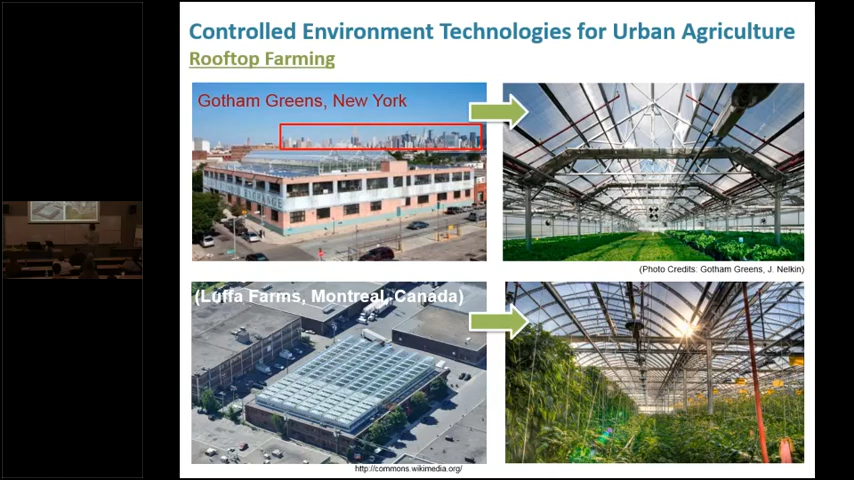 Controlled Environment Technologies for Urban Agriculture
Rooftop Farming
Gotham Greens, New York
(Photo Credits: Gotham Greens, J. Nelkin)
(Luffa Farms, Montreal, Canada)
http://commons.wikimedia.org/